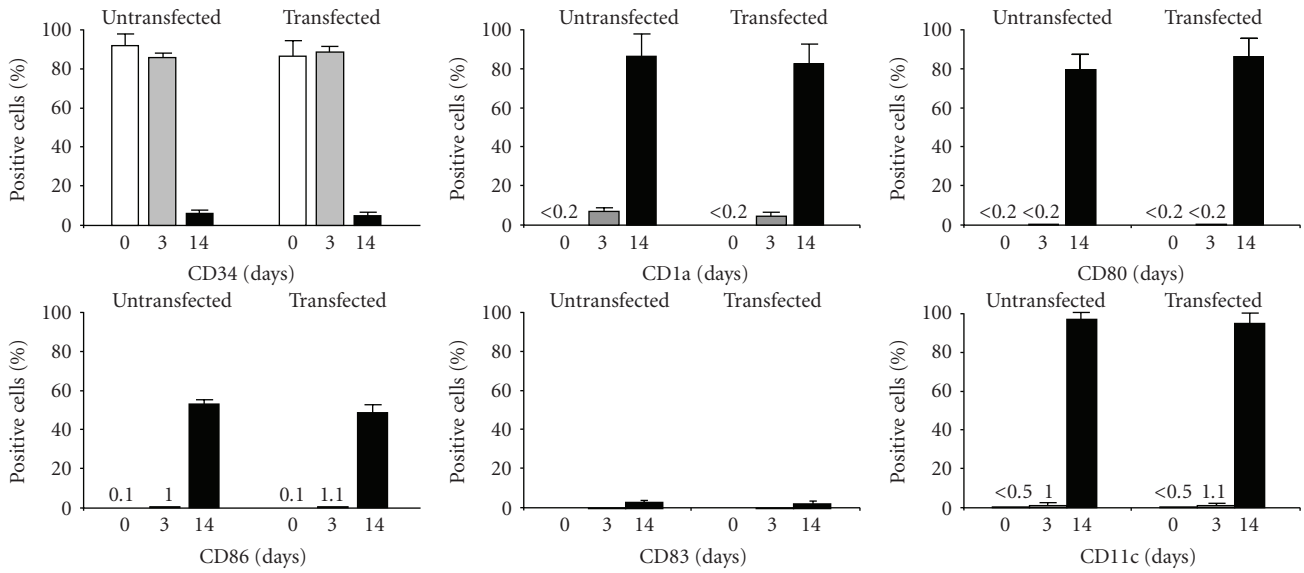 Untransfected Transfected
100
80
60
40
20
0
Positive cells (%)
0 3 14 0 3 14
CD34 (days)
Untransfected Transfected
100
80
60
40
20
0
Positive cells (%)
<0.2 <0.2
0 3 14 0 3 14
CD1a (days)
Untransfected Transfected
100
80
60
40
20
0
Positive cells (%)
<0.2 <0.2 <0.2 <0.2
0 3 14 0 3 14
CD80 (days)
Untransfected Transfected
100
80
60
40
20
0
Positive cells (%)
0.1 1 0.1 1.1
0 3 14 0 3 14
CD86 (days)
Untransfected Transfected
100
80
60
40
20
0
Positive cells (%)
0 3 14 0 3 14
CD83 (days)
Untransfected Transfected
100
80
60
40
20
0
Positive cells (%)
<0.5 1 <0.5 1.1
0 3 14 0 3 14
CD11c (days)